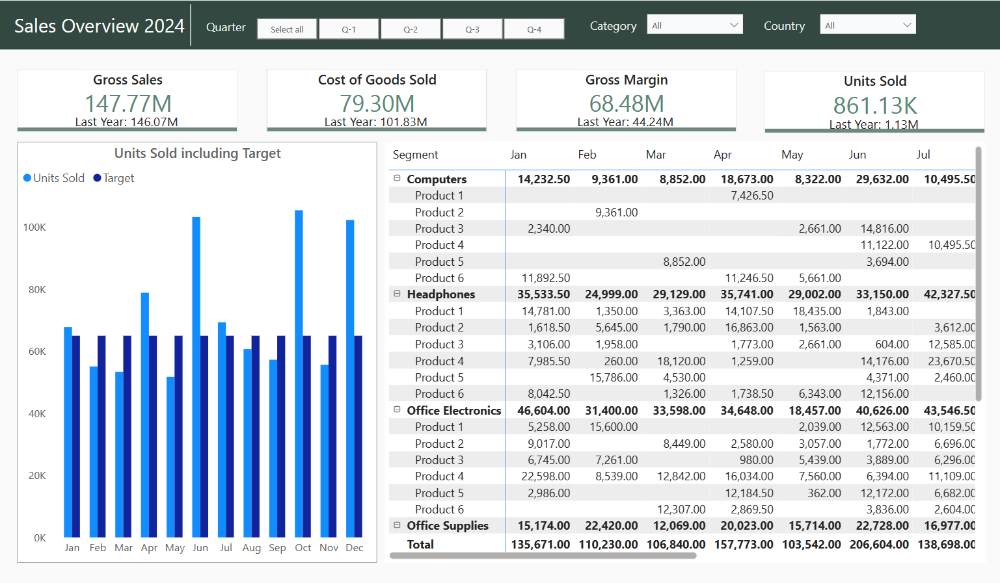 Sales Overview 2024
Quarter
Select all
Q-1
Q-2
Q-3
Q-4
Category
All
Country
All
Gross Sales
147.77M
Last Year: 146.07M
Cost of Goods Sold
79.30M
Last Year: 101.83M
Gross Margin
68.48M
Last Year: 44.24M
Units Sold
861.13K
Last Year: 1.13M
Units Sold including Target
Units Sold Target
100K
80K
60K
40K
20K
0K
Jan Feb Mar Apr May Jun Jul Aug Sep Oct Nov Dec
Segment Jan Feb Mar Apr May Jun Jul
Computers 14,232.50 9,361.00 8,852.00 18,673.00 8,322.00 29,632.00 10,495.50
Product 1 7,426.50
Product 2 9,361.00
Product 3 2,340.00 2,661.00 14,816.00
Product 4 11,122.00 10,495.50
Product 5 8,852.00 3,694.00
Product 6 11,892.50 11,246.50 5,661.00
Headphones 35,533.50 24,999.00 29,129.00 35,741.00 29,002.00 33,150.00 42,327.50
Product 1 14,781.00 1,350.00 3,363.00 14,107.50 18,435.00 1,843.00
Product 2 1,618.50 5,645.00 1,790.00 16,863.00 1,563.00 3,612.00
Product 3 3,106.00 1,958.00 1,773.00 2,661.00 604.00 12,585.00
Product 4 7,985.50 260.00 18,120.00 1,259.00 14,176.00 23,670.50
Product 5 15,786.00 4,530.00 4,371.00 2,460.00
Product 6 8,042.50 1,326.00 1,738.50 6,343.00 12,156.00
Office Electronics 46,604.00 31,400.00 33,598.00 34,648.00 18,457.00 40,626.00 43,546.50
Product 1 5,258.00 15,600.00 2,039.00 12,563.00 10,159.50
Product 2 9,017.00 8,449.00 2,580.00 3,057.00 1,772.00 6,696.00
Product 3 6,745.00 7,261.00 980.00 5,439.00 3,889.00 6,296.00
Product 4 22,598.00 8,539.00 12,842.00 16,034.00 7,560.00 6,394.00 11,109.00
Product 5 2,986.00 12,184.50 362.00 12,172.00 6,682.00
Product 6 12,307.00 2,869.50 3,836.00 2,604.00
Office Supplies 15,174.00 22,420.00 12,069.00 20,023.00 15,714.00 22,728.00 16,977.00
Total 135,671.00 110,230.00 106,840.00 157,773.00 103,542.00 206,604.00 138,698.00